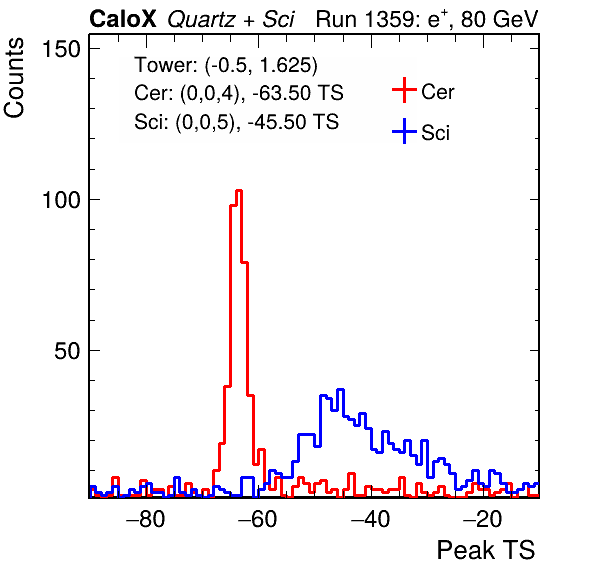 CaloX Quartz + Sci Run 1359: e⁺, 80 GeV
Counts
150
100
50
Tower: (-0.5, 1.625)
Cer: (0,0,4), -63.50 TS
Sci: (0,0,5), -45.50 TS
Cer
Sci
−80 −60 −40 −20
Peak TS